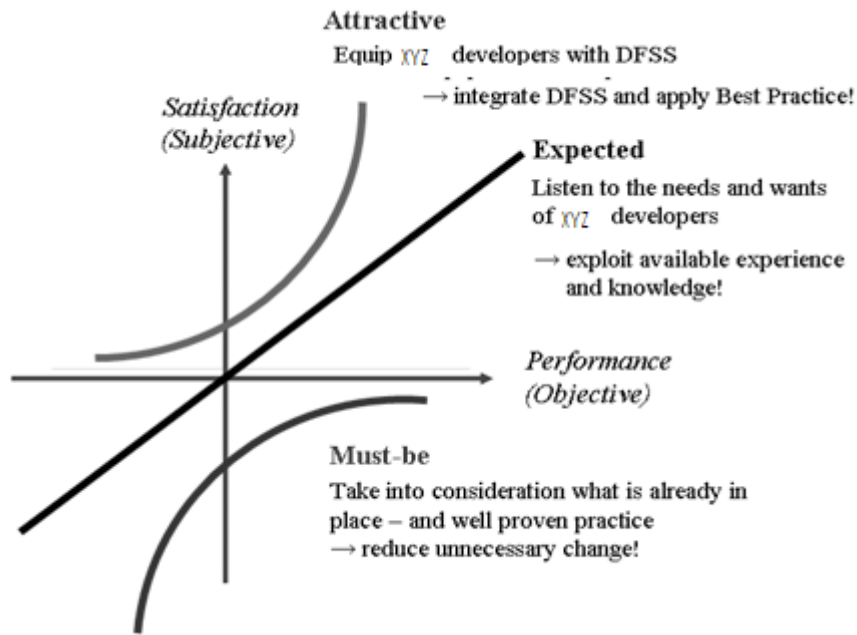 Attractive
Equip XYZ developers with DFSS
→ integrate DFSS and apply Best Practice!
Satisfaction
(Subjective)
Expected
Listen to the needs and wants
of XYZ developers
→ exploit available experience
and knowledge!
Performance
(Objective)
Must-be
Take into consideration what is already in
place – and well proven practice
→ reduce unnecessary change!